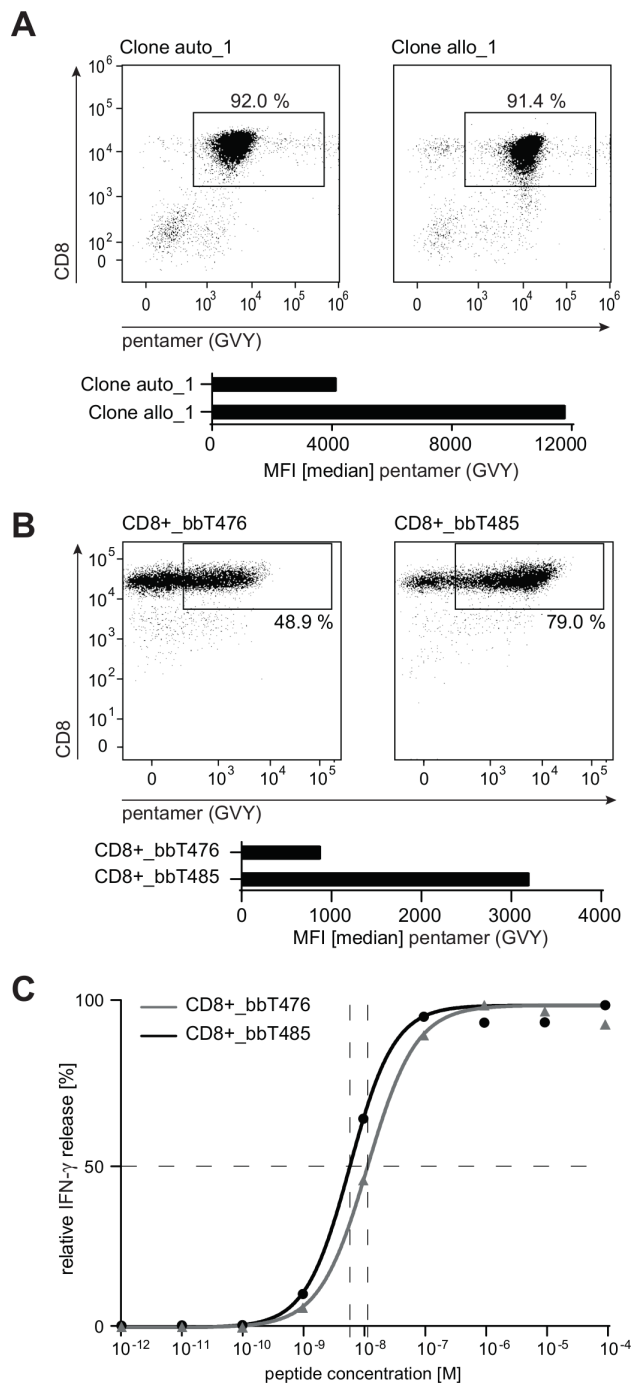 A
Clone auto_1
Clone allo_1
10^6
10^5
10^4
10^3
10^2
0
92.0 %
91.4 %
CD8
0 10^3 10^4 10^5 10^6
0 10^3 10^4 10^5 10^6
pentamer (GVY)
Clone auto_1
Clone allo_1
0 4000 8000 12000
MFI [median] pentamer (GVY)
B
CD8+_bbT476
CD8+_bbT485
10^5
10^4
10^3
10^2
10^1
0
48.9 %
79.0 %
CD8
0 10^3 10^4 10^5
0 10^3 10^4 10^5
pentamer (GVY)
CD8+_bbT476
CD8+_bbT485
0 1000 2000 3000 4000
MFI [median] pentamer (GVY)
C
100
50
0
CD8+_bbT476
CD8+_bbT485
relative IFN-γ release [%]
10^-12 10^-11 10^-10 10^-9 10^-8 10^-7 10^-6 10^-5 10^-4
peptide concentration [M]